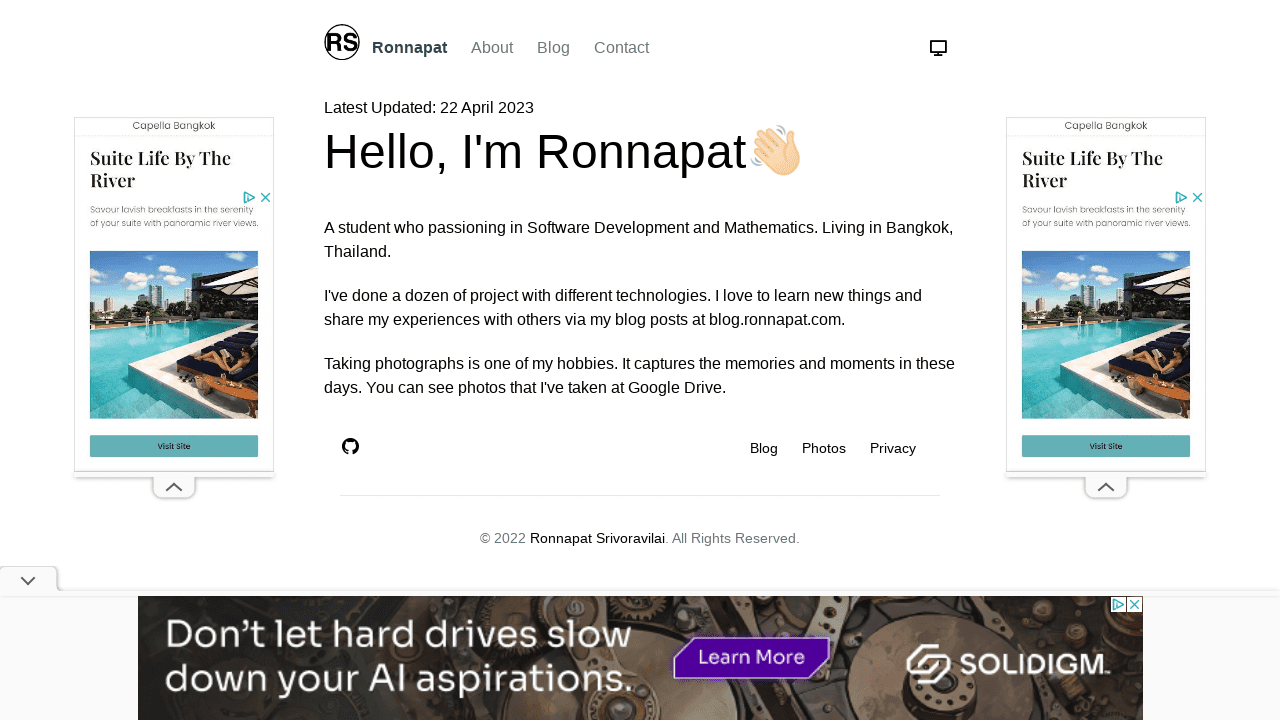 RS
Ronnapat About Blog Contact
Latest Updated: 22 April 2023
Hello, I'm Ronnapat👋🏻
A student who passioning in Software Development and Mathematics. Living in Bangkok,
Thailand.
I've done a dozen of project with different technologies. I love to learn new things and
share my experiences with others via my blog posts at blog.ronnapat.com.
Taking photographs is one of my hobbies. It captures the memories and moments in these
days. You can see photos that I've taken at Google Drive.
Blog Photos Privacy
© 2022 Ronnapat Srivoravilai. All Rights Reserved.
Capella Bangkok
Suite Life By The
River
Savour lavish breakfasts in the serenity
of your suite with panoramic river views.
Visit Site
Capella Bangkok
Suite Life By The
River
Savour lavish breakfasts in the serenity
of your suite with panoramic river views.
Visit Site
Don't let hard drives slow
down your AI aspirations.
Learn More
SOLIDIGM™